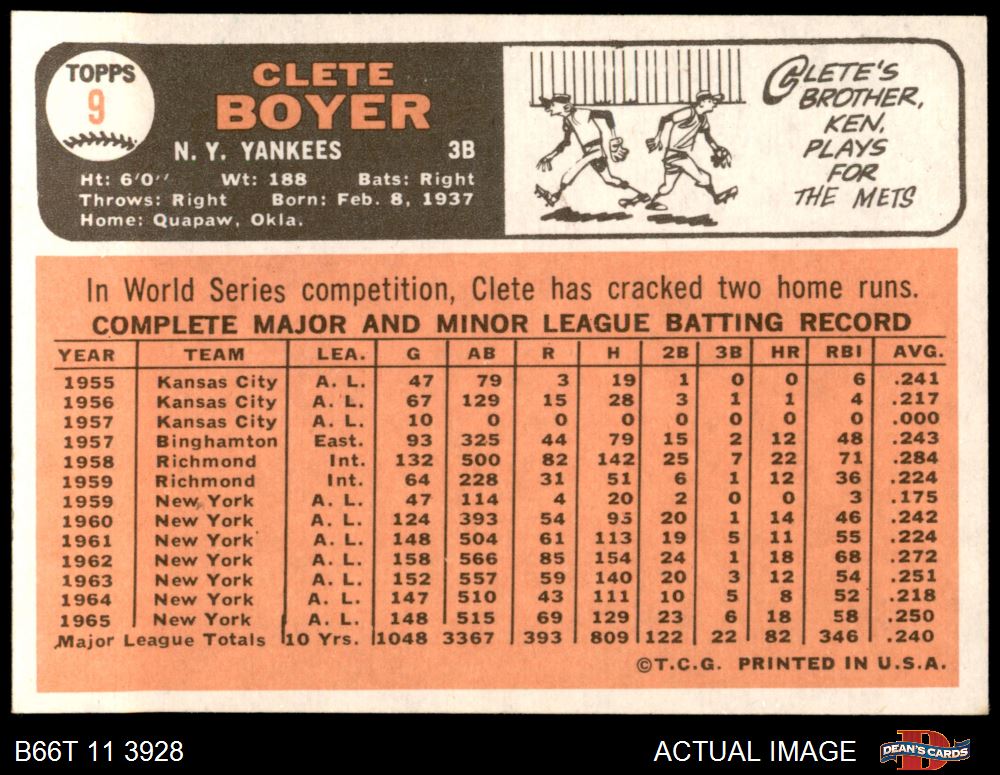 TOPPS
9
CLETE
BOYER
N. Y. YANKEES 3B
Ht: 6'0" Wt: 188 Bats: Right
Throws: Right Born: Feb. 8, 1937
Home: Quapaw, Okla.
CLETE'S
BROTHER,
KEN,
PLAYS
FOR
THE METS
In World Series competition, Clete has cracked two home runs.
COMPLETE MAJOR AND MINOR LEAGUE BATTING RECORD
YEAR TEAM LEA. G AB R H 2B 3B HR RBI AVG.
1955 Kansas City A. L. 47 79 3 19 1 0 0 6 .241
1956 Kansas City A. L. 67 129 15 28 3 1 1 4 .217
1957 Kansas City A. L. 10 0 0 0 0 0 0 0 .000
1957 Binghamton East. 93 325 44 79 15 2 12 48 .243
1958 Richmond Int. 132 500 82 142 25 7 22 71 .284
1959 Richmond Int. 64 228 31 51 6 1 12 36 .224
1959 New York A. L. 47 114 4 20 2 0 0 3 .175
1960 New York A. L. 124 393 54 95 20 1 14 46 .242
1961 New York A. L. 148 504 61 113 19 5 11 55 .224
1962 New York A. L. 158 566 85 154 24 1 18 68 .272
1963 New York A. L. 152 557 59 140 20 3 12 54 .251
1964 New York A. L. 147 510 43 111 10 5 8 52 .218
1965 New York A. L. 148 515 69 129 23 6 18 58 .250
Major League Totals 10 Yrs. 1048 3367 393 809 122 22 82 346 .240
©T.C.G. PRINTED IN U.S.A.
B66T 11 3928 ACTUAL IMAGE DEAN'S CARDS